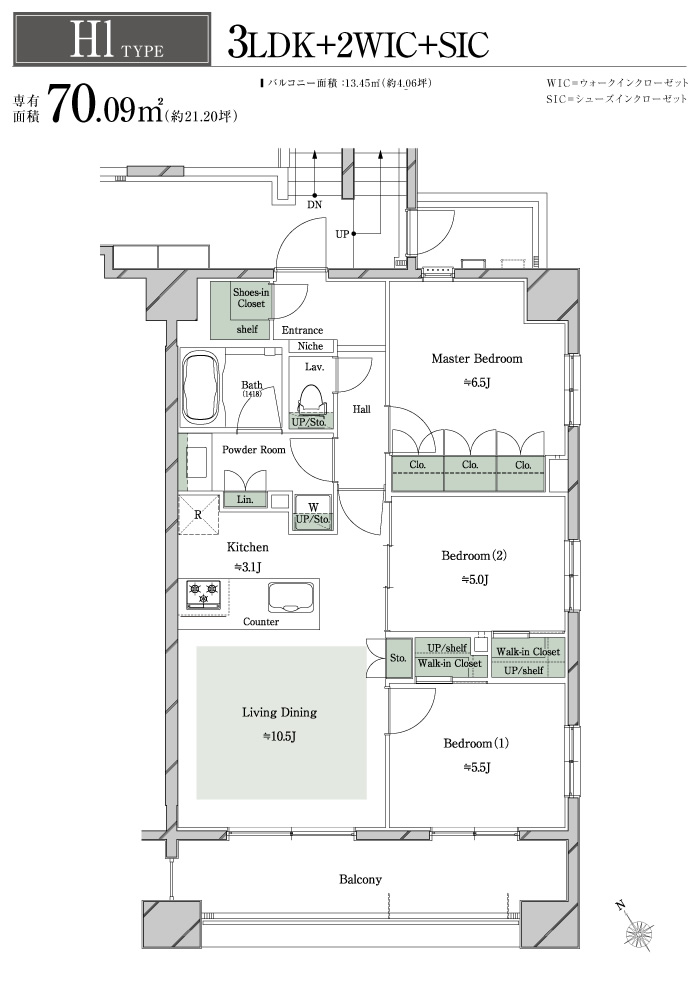 H1 TYPE
3LDK+2WIC+SIC
専有面積 70.09㎡(約21.20坪)
バルコニー面積:13.45㎡(約4.06坪)
WIC=ウォークインクローゼット
SIC=シューズインクローゼット
DN
UP
Shoes-in
Closet
shelf
Entrance
Niche
Lav.
UP/Sto.
Bath
(1418)
Hall
Master Bedroom
≒6.5J
Powder Room
Clo.
Clo.
Clo.
Lin.
W
UP/Sto.
R
Kitchen
≒3.1J
Bedroom(2)
≒5.0J
Counter
Sto.
UP/shelf
Walk-in Closet
Walk-in Closet
UP/shelf
Living Dining
≒10.5J
Bedroom(1)
≒5.5J
Balcony
N